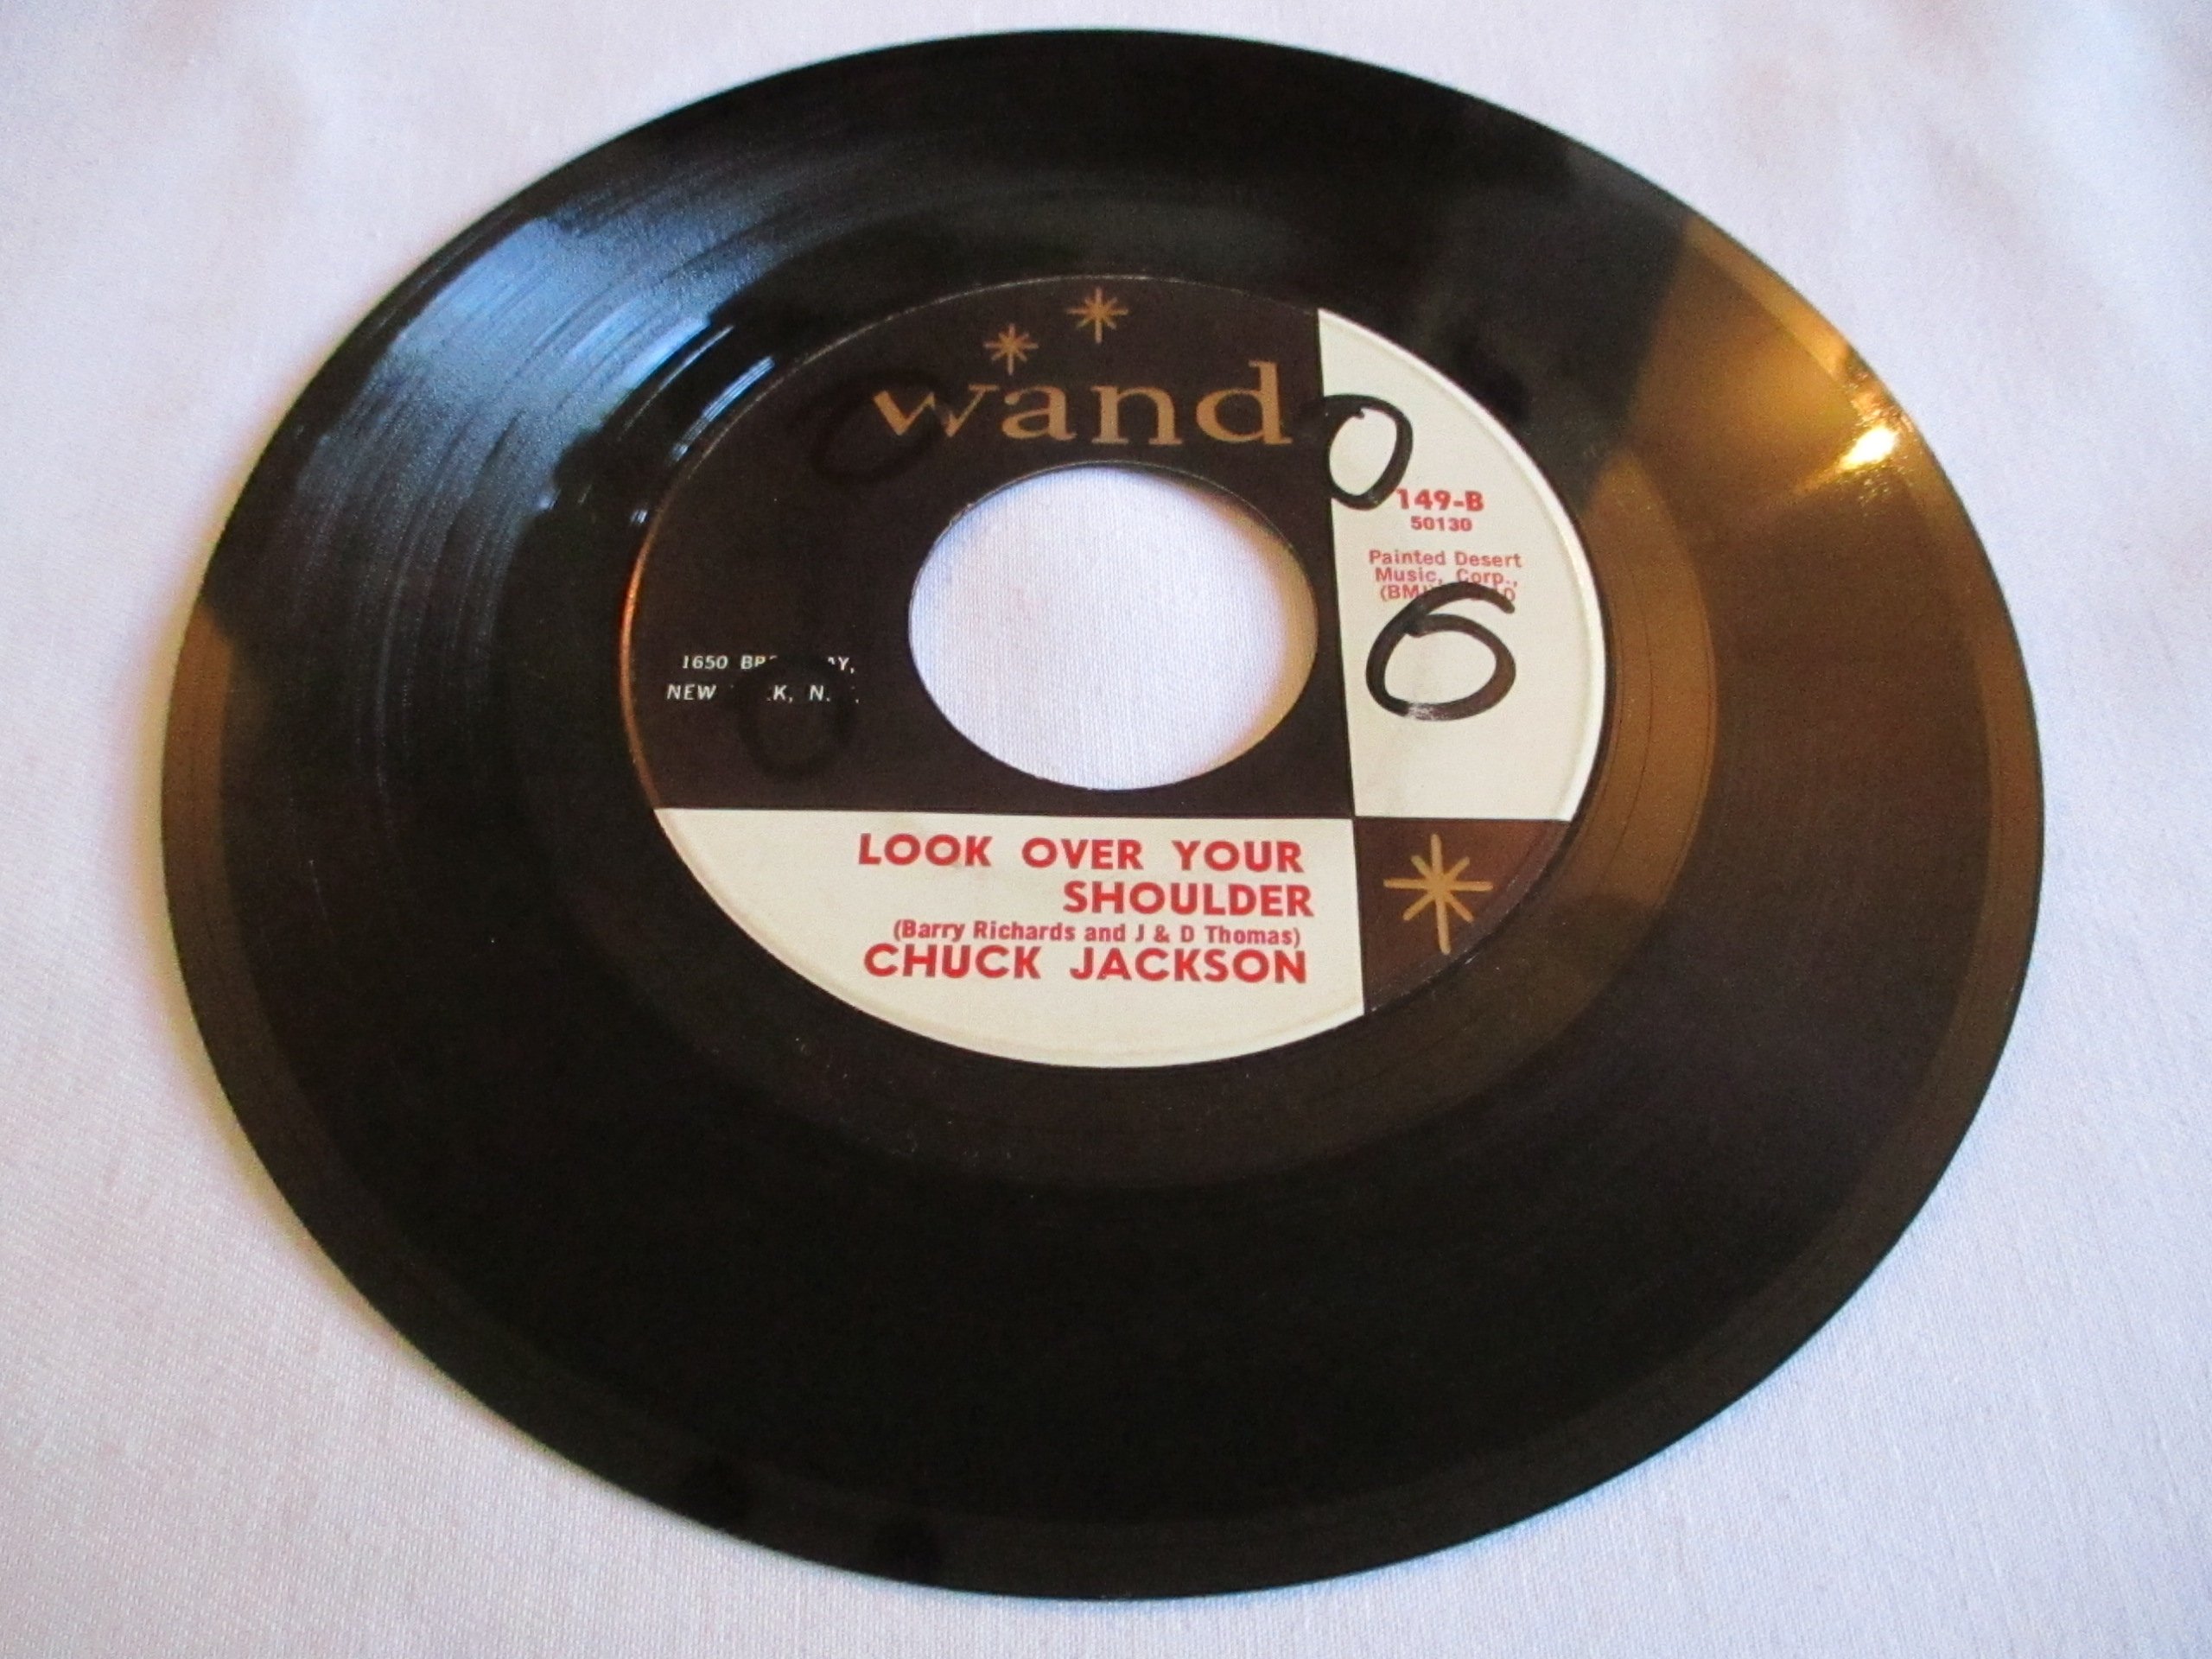 wand
0
149-B
50130
Painted Desert
Music, Corp.,
6
1650
NEW
LOOK OVER YOUR
SHOULDER
(Barry Richards and J & D Thomas)
CHUCK JACKSON